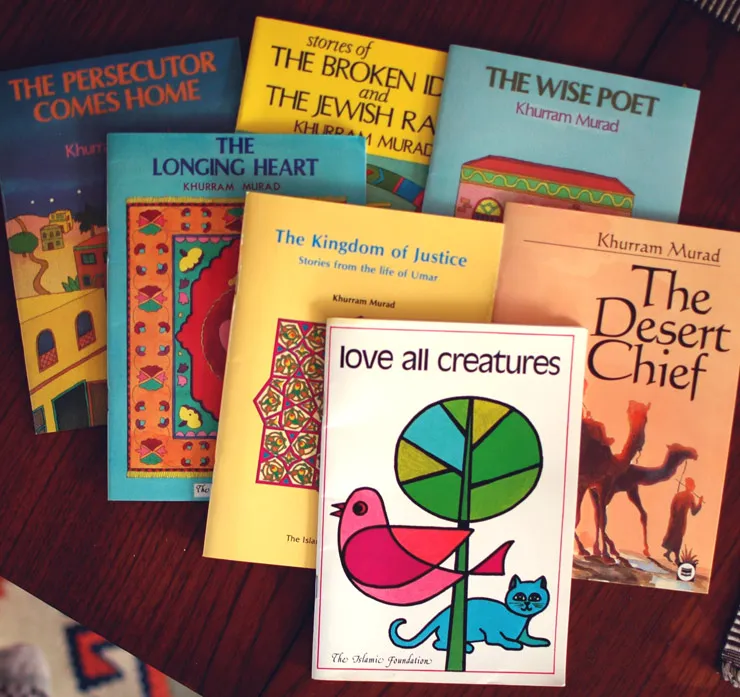 THE PERSECUTOR
COMES HOME
stories of
THE BROKEN
and
THE JEWISH
KHURRAM MURAD
THE WISE POET
Khurram Murad
THE
LONGING HEART
KHURRAM MURAD
The Kingdom of Justice
Stories from the life of Umar
Khurram Murad
The
Khurram Murad
The
Desert
Chief
love all creatures
The Islamic Foundation